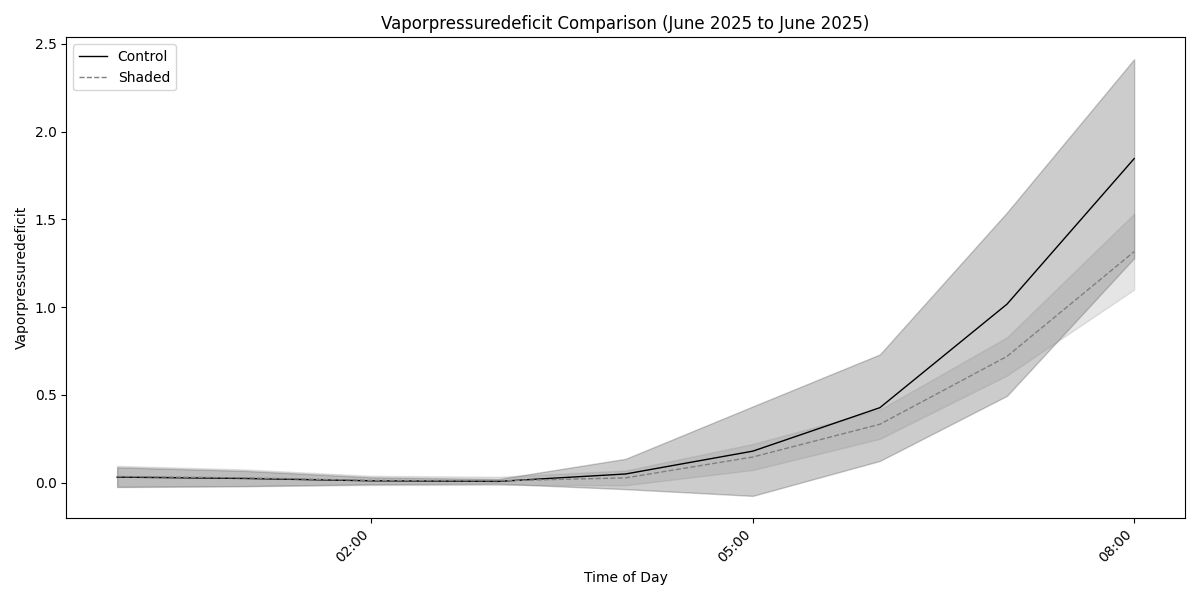 Vaporpressuredeficit Comparison (June 2025 to June 2025)
Control
Shaded
Vaporpressuredeficit
2.5
2.0
1.5
1.0
0.5
0.0
02:00
05:00
08:00
Time of Day